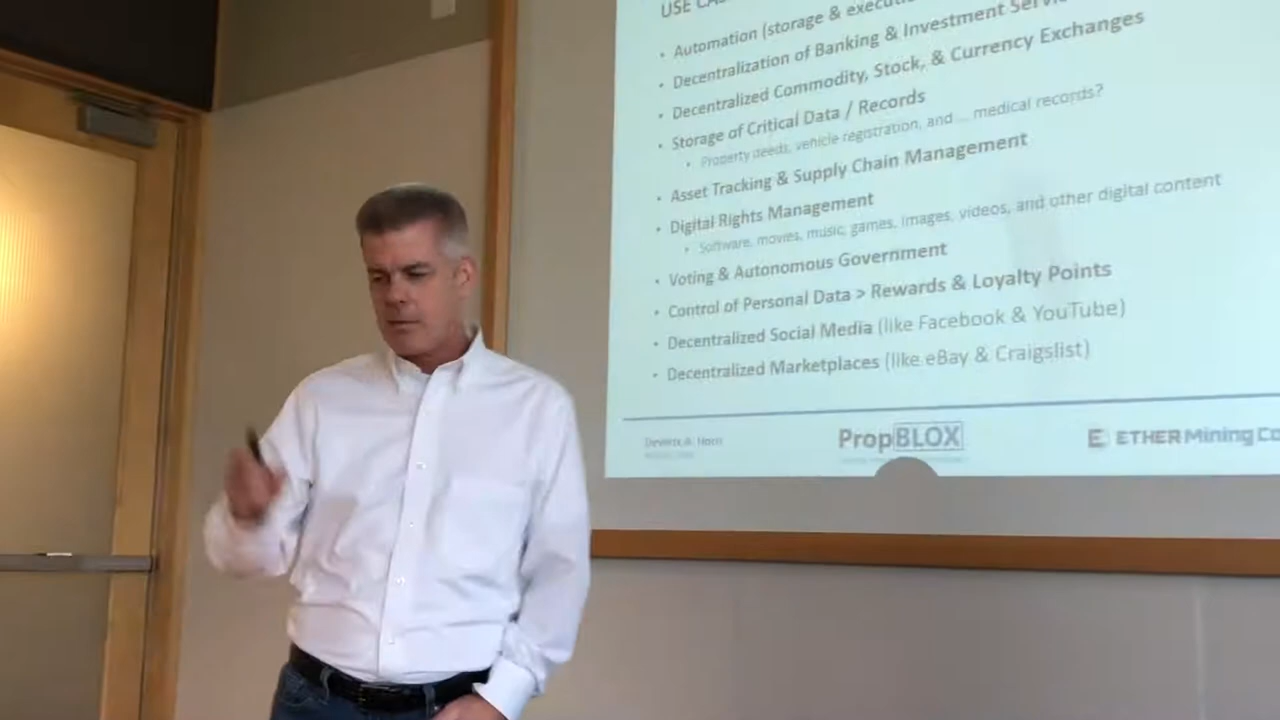 USE
• Automation (storage &
• Decentralization of Banking & Investment
• Decentralized Commodity, Stock, & Currency Exchanges
• Storage of Critical Data / Records
• Property deeds, vehicle registration, and ... medical records?
• Asset Tracking & Supply Chain Management
• Digital Rights Management
• Software, movies, music, games, images, videos, and other digital content
• Voting & Autonomous Government
• Control of Personal Data > Rewards & Loyalty Points
• Decentralized Social Media (like Facebook & YouTube)
• Decentralized Marketplaces (like eBay & Craigslist)
PropBLOX
ETHER Mining